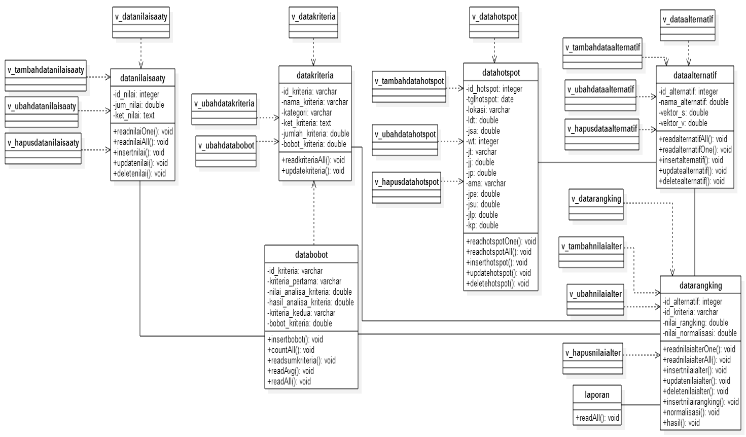 v_datanilaisaaty
v_tambahdatanilaisaaty
v_ubahdatanilaisaaty
v_hapusdatanilaisaaty
datanilaisaaty
-id_nilai: integer
-jum_nilai: double
-ket_nilai: text
+readnilaiOne(): void
+readnilaiAll(): void
+insertnilai(): void
+updatenilai(): void
+deletenilai(): void
v_datakriteria
v_ubahdatakriteria
v_ubahdatabobot
datakriteria
-id_kriteria: varchar
-nama_kriteria: varchar
-kategori: varchar
-ket_kriteria: text
-jumlah_kriteria: double
-bobot_kriteria: double
+readkriteriaAll(): void
+updatekriteria(): void
databobot
-id_kriteria: varchar
-kriteria_pertama: varchar
-nilai_analisa_kriteria: double
-hasil_analisa_kriteria: double
-kriteria_kedua: varchar
-bobot_kriteria: double
+insertbobot(): void
+countAll(): void
+readsumkriteria(): void
+readAvg(): void
+readAll(): void
v_datahotspot
v_tambahdatahotspot
v_ubahdatahotspot
v_hapusdatahotspot
datahotspot
-id_hotspot: integer
-tglhotspot: date
-lokasi: varchar
-ldt: double
-jsa: double
-wt: integer
-jt: varchar
-jj: double
-jp: double
-ama: varchar
-jpe: double
-jsu: double
-jlp: double
-kp: double
+readhotspotOne(): void
+readhotspotAll(): void
+inserthotspot(): void
+updatehotspot(): void
+deletehotspot(): void
v_dataalternatif
v_tambahdataalternatif
v_ubahdataalternatif
v_hapusdataalternatif
dataalternatif
-id_alternatif: integer
-nama_alternatif: double
-vektor_s: double
-vektor_v: double
+readalternatifAll(): void
+readalternatifOne(): void
+insertalternatif(): void
+updatealternatif(): void
+deletealternatif(): void
v_datarangking
v_tambahnilaialter
v_ubahnilaialter
v_hapusnilaialter
datarangking
-id_alternatif: integer
-id_kriteria: varchar
-nilai_rangking: double
-nilai_normalisasi: double
+readnilaialterOne(): void
+readnilaialterAll(): void
+insertnilaialter(): void
+updatenilaialter(): void
+deletenilaialter(): void
+insertnilairangking(): void
+normalisasi(): void
+hasil(): void
laporan
+readAll(): void